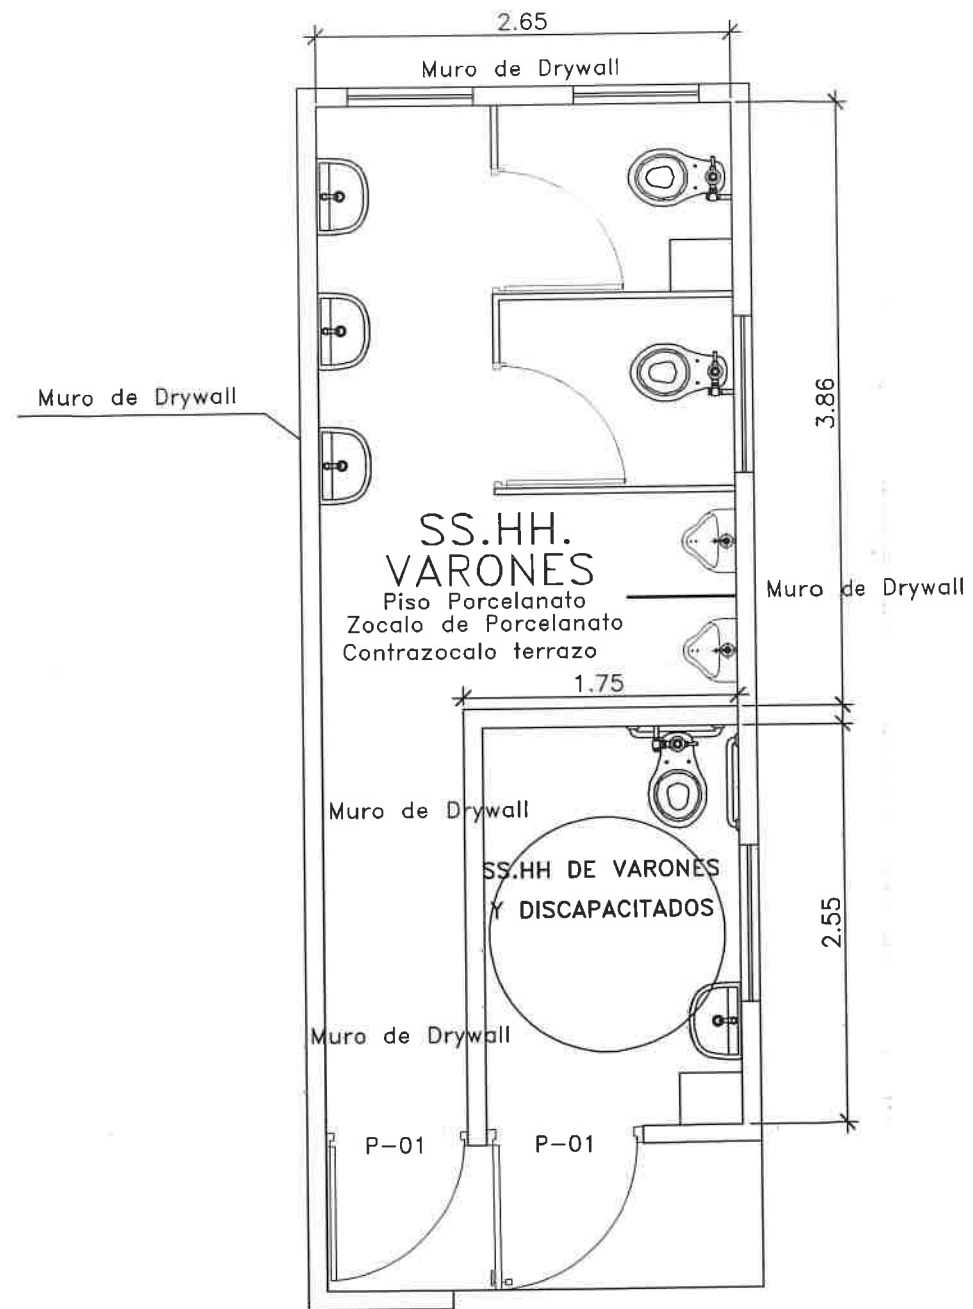 2.65
Muro de Drywall
Muro de Drywall
3.86
SS.HH.
VARONES
Piso Porcelanato
Zocalo de Porcelanato
Contrazocalo terrazo
Muro de Drywall
1.75
Muro de Drywall
SS.HH DE VARONES
Y DISCAPACITADOS
2.55
Muro de Drywall
P-01
P-01